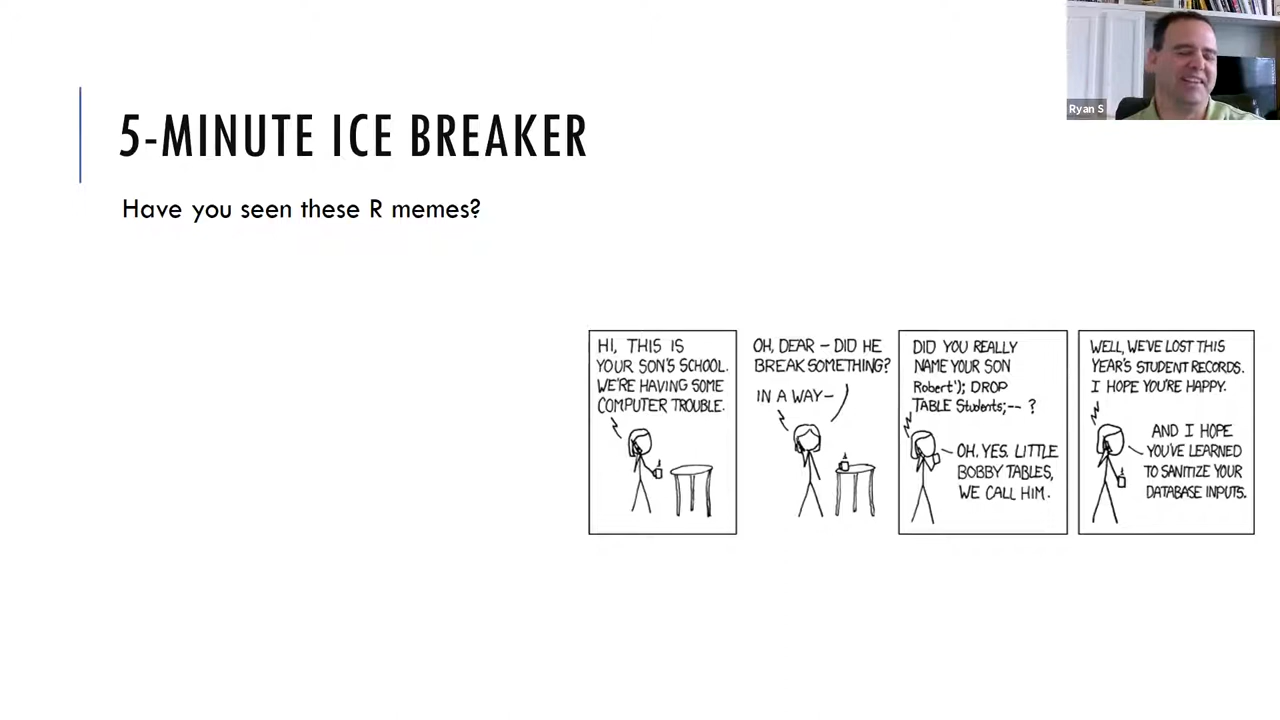 Ryan S
5-MINUTE ICE BREAKER
Have you seen these R memes?
HI, THIS IS
YOUR SON'S SCHOOL.
WE'RE HAVING SOME
COMPUTER TROUBLE.
OH, DEAR – DID HE
BREAK SOMETHING?
IN A WAY–
DID YOU REALLY
NAME YOUR SON
Robert'); DROP
TABLE Students;-- ?
OH, YES. LITTLE
BOBBY TABLES,
WE CALL HIM.
WELL, WE'VE LOST THIS
YEAR'S STUDENT RECORDS.
I HOPE YOU'RE HAPPY.
AND I HOPE
YOU'VE LEARNED
TO SANITIZE YOUR
DATABASE INPUTS.